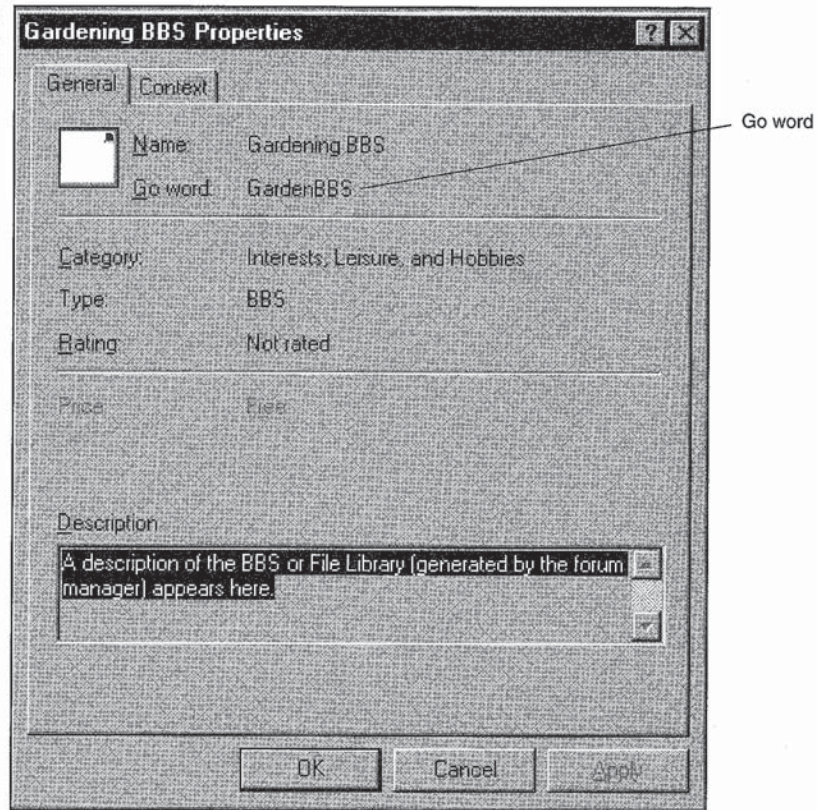 Gardening BBS Properties
General Context
Name: Gardening BBS
Go word
Go word: GardenBBS
Category: Interests, Leisure, and Hobbies
Type: BBS
Rating: Not rated
Price: Free
Description
A description of the BBS or File Library (generated by the forum
manager) appears here.
OK Cancel Apply